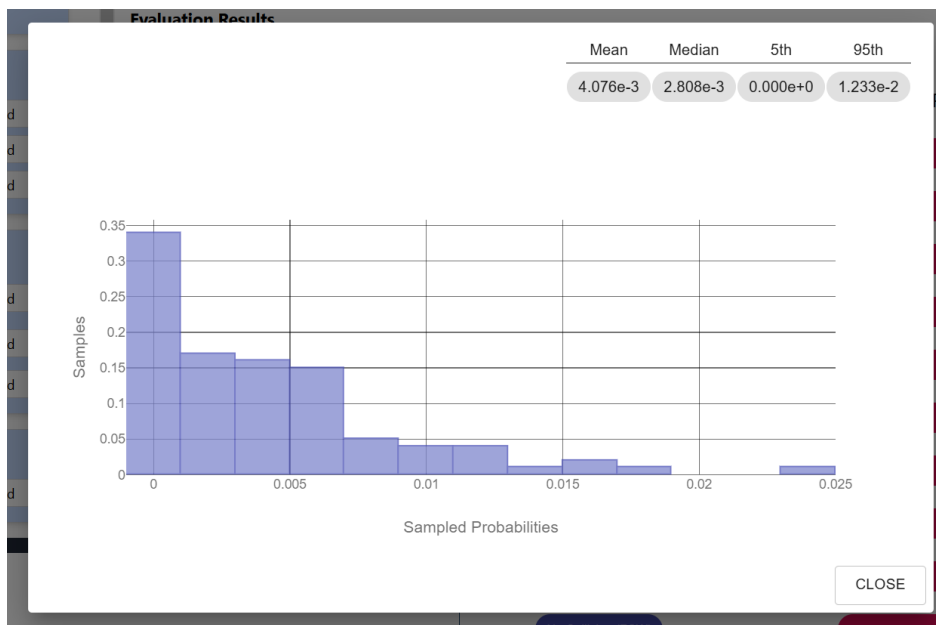 Evaluation Results
Mean Median 5th 95th
4.076e-3 2.808e-3 0.000e+0 1.233e-2
d
d
d
d
d
d
d
Samples
0.35
0.3
0.25
0.2
0.15
0.1
0.05
0
0 0.005 0.01 0.015 0.02 0.025
Sampled Probabilities
CLOSE